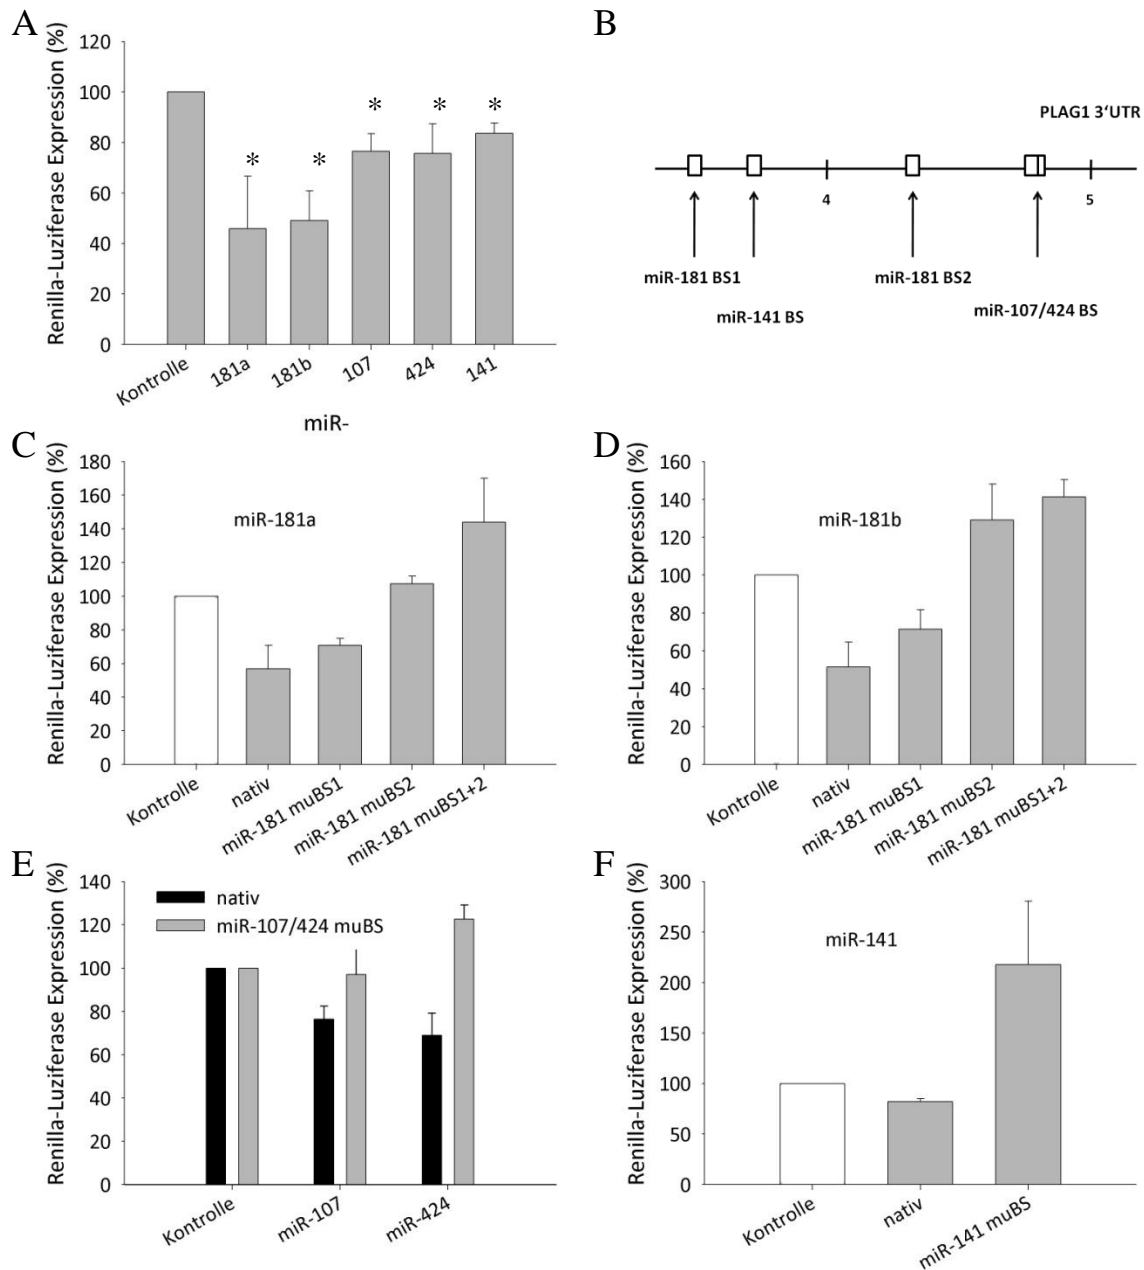 A
Renilla-Luziferase Expression (%)
120
100
80
60
40
20
0
* * * * *
Kontrolle 181a 181b 107 424 141
miR-
B
PLAG1 3‘UTR
4 5
miR-181 BS1
miR-141 BS
miR-181 BS2
miR-107/424 BS
C
Renilla-Luziferase Expression (%)
180
160
140
120
100
80
60
40
20
0
miR-181a
Kontrolle nativ miR-181 muBS1 miR-181 muBS2 miR-181 muBS1+2
D
Renilla-Luziferase Expression (%)
160
140
120
100
80
60
40
20
0
miR-181b
Kontrolle nativ miR-181 muBS1 miR-181 muBS2 miR-181 muBS1+2
E
Renilla-Luziferase Expression (%)
140
120
100
80
60
40
20
0
nativ
miR-107/424 muBS
Kontrolle miR-107 miR-424
F
Renilla-Luziferase Expression (%)
300
250
200
150
100
50
0
miR-141
Kontrolle nativ miR-141 muBS